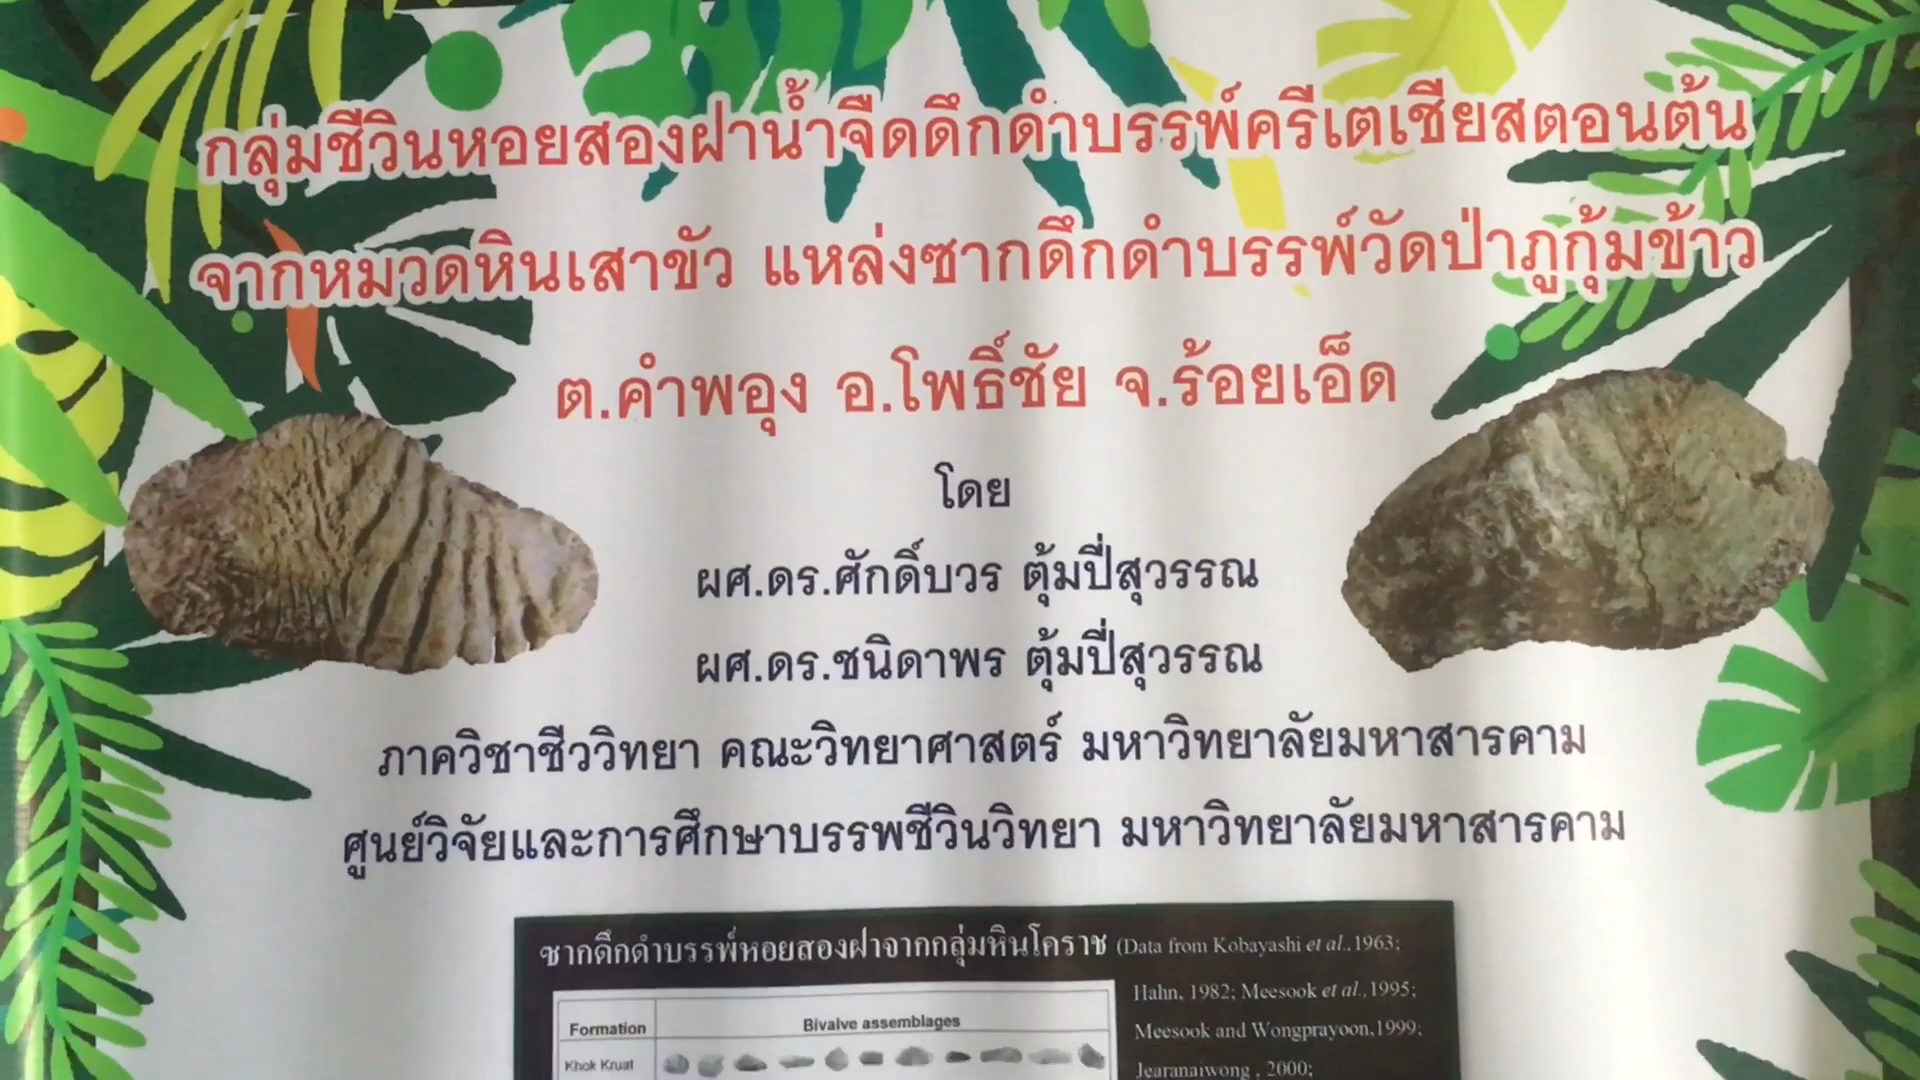 กลุ่มชีวินหอยสองฝาน้ำจืดดึกดำบรรพ์ครีเตเชียสตอนต้น
จากหมวดหินเสาขัว แหล่งซากดึกดำบรรพ์วัดป่าภูกุ้มข้าว
ต.คำพอุง อ.โพธิ์ชัย จ.ร้อยเอ็ด
โดย
ผศ.ดร.ศักดิ์บวร ตุ้มปี่สุวรรณ
ผศ.ดร.ชนิดาพร ตุ้มปี่สุวรรณ
ภาควิชาชีววิทยา คณะวิทยาศาสตร์ มหาวิทยาลัยมหาสารคาม
ศูนย์วิจัยและการศึกษาบรรพชีวินวิทยา มหาวิทยาลัยมหาสารคาม
ซากดึกดำบรรพ์หอยสองฝาจากกลุ่มหินโคราช (Data from Kobayashi et al.,1963;
Hahn, 1982; Meesook et al.,1995;
Meesook and Wongprayoon,1999;
Jearanaiwong , 2000;
Formation Bivalve assemblages
Khok Kruat